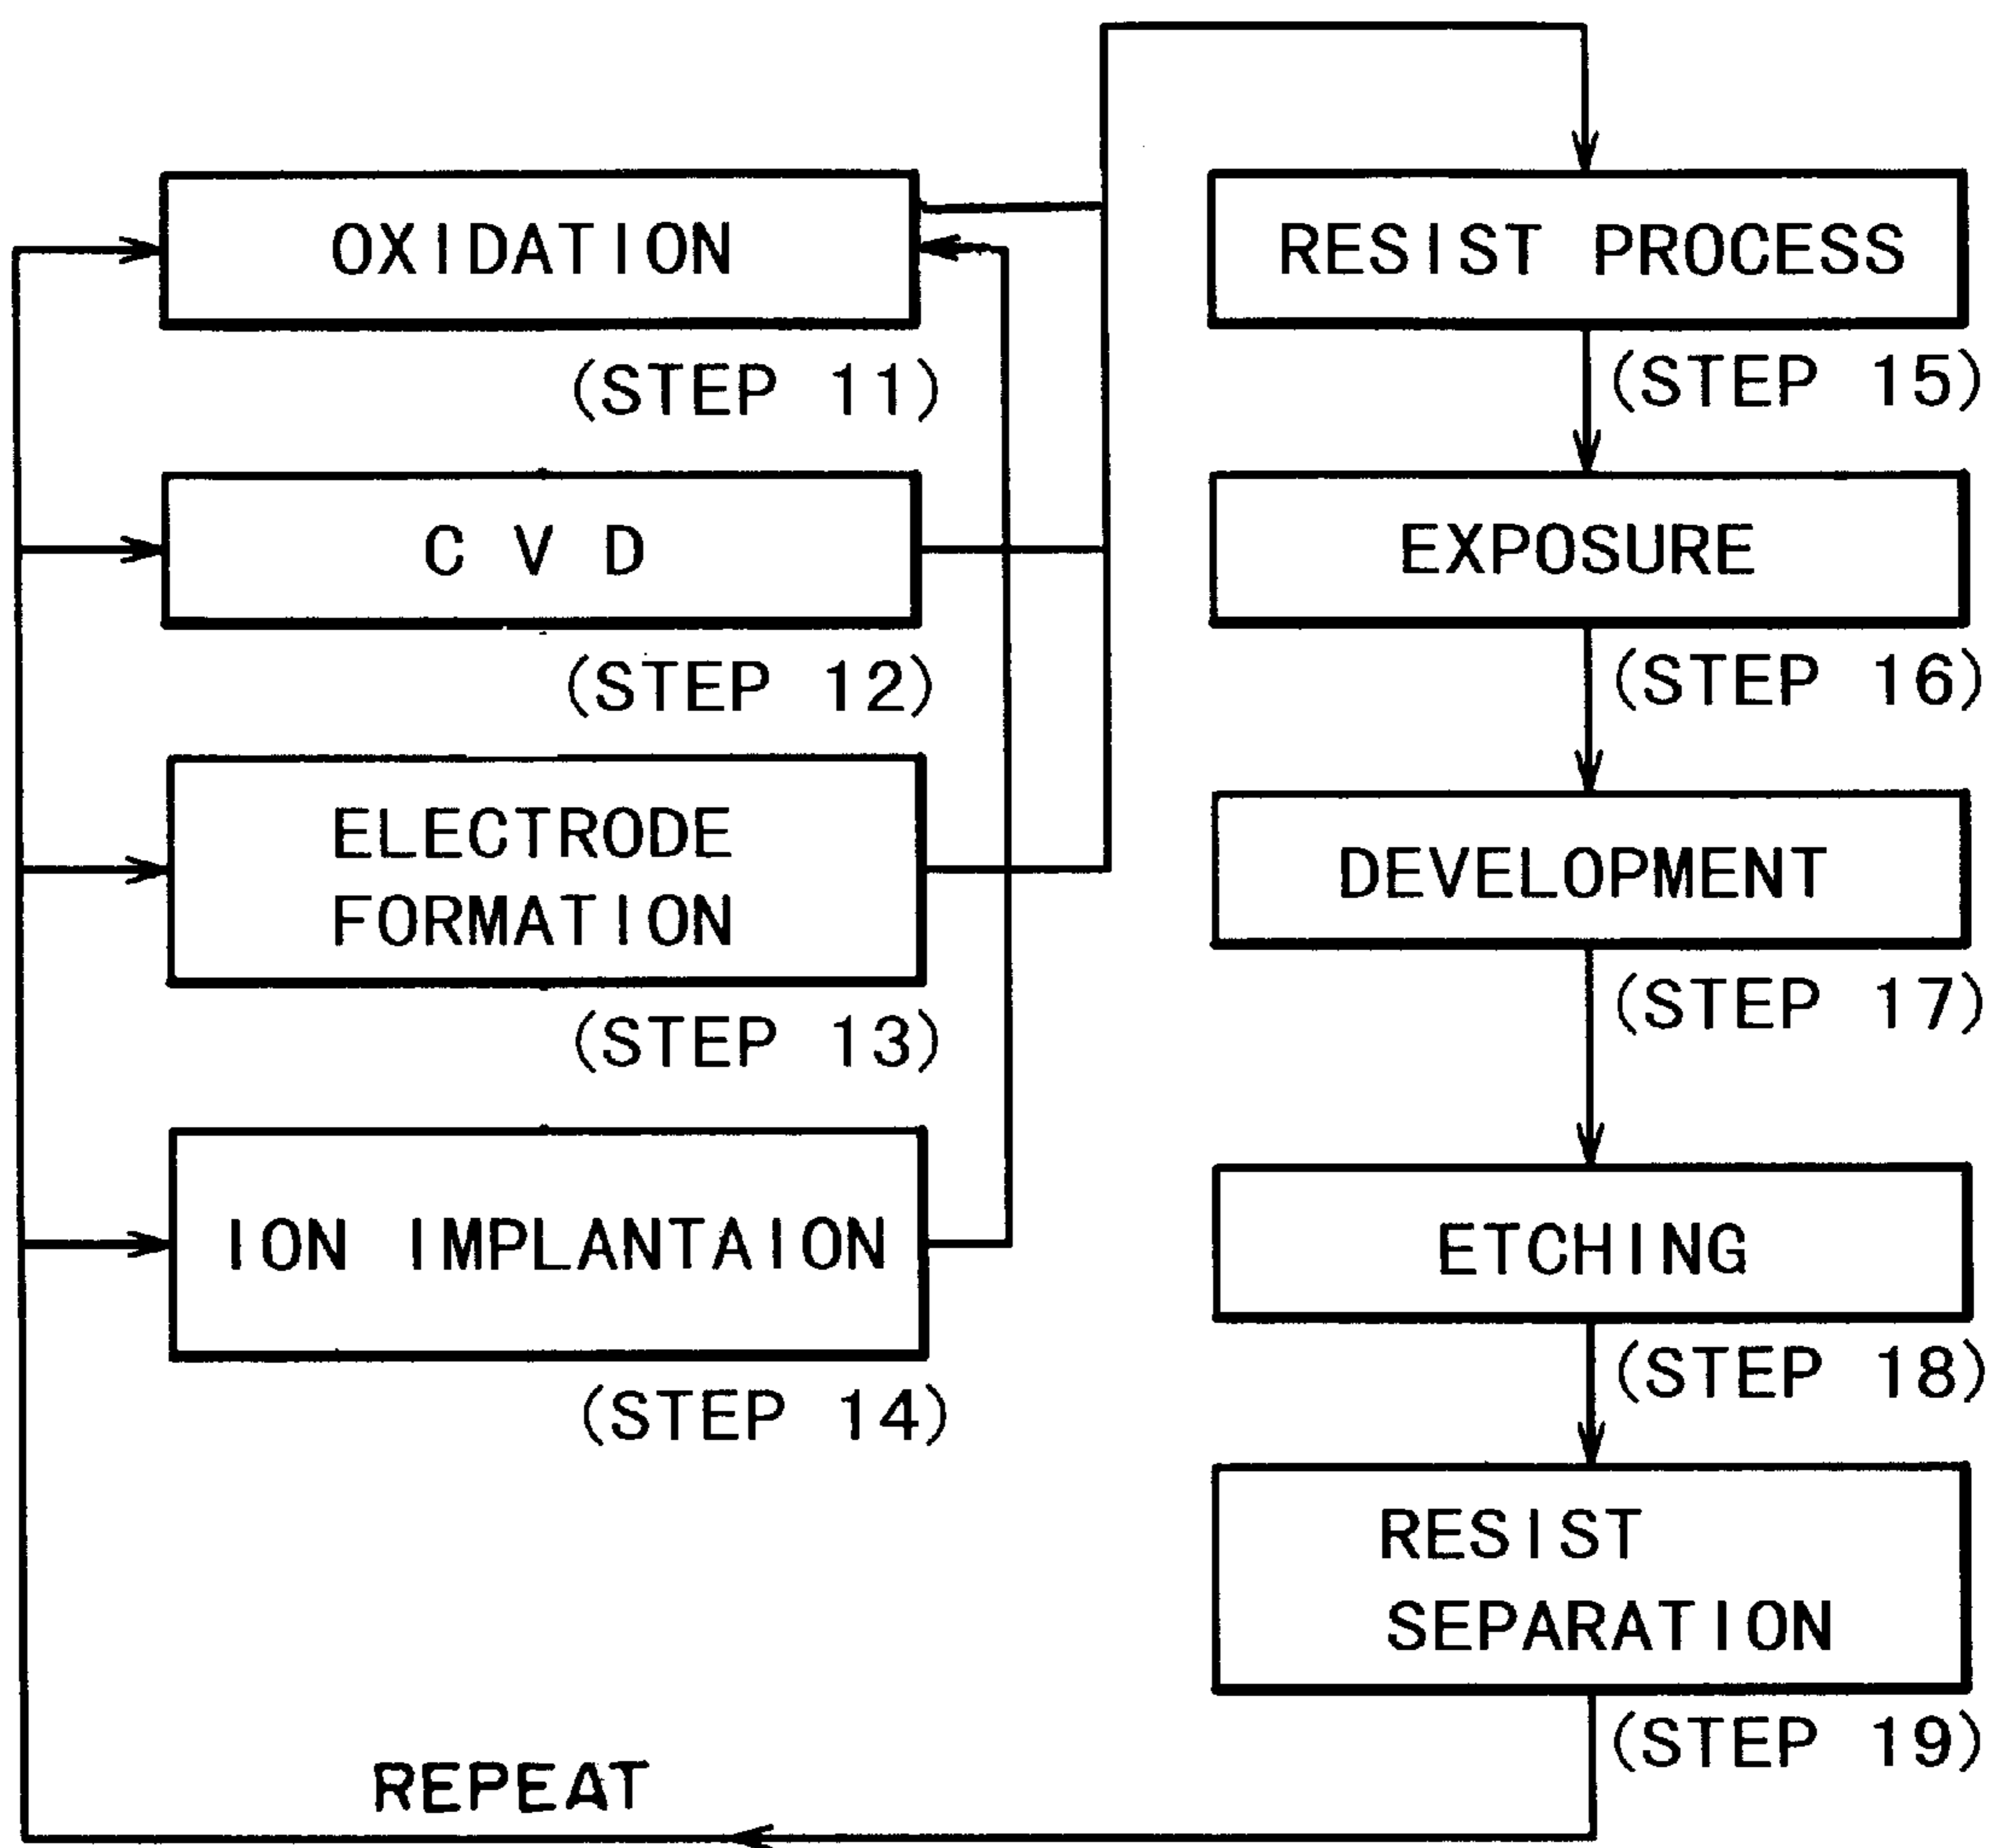 OXIDATION
(STEP 11)
C V D
(STEP 12)
ELECTRODE
FORMATION
(STEP 13)
ION IMPLANTAION
(STEP 14)
RESIST PROCESS
(STEP 15)
EXPOSURE
(STEP 16)
DEVELOPMENT
(STEP 17)
ETCHING
(STEP 18)
RESIST
SEPARATION
(STEP 19)
REPEAT